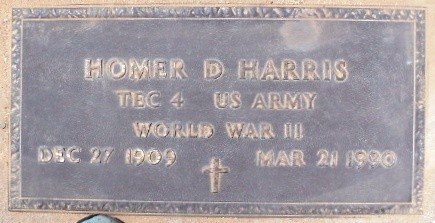 HOMER D HARRIS
TEC 4 US ARMY
WORLD WAR II
DEC 27 1909 MAR 21 1990